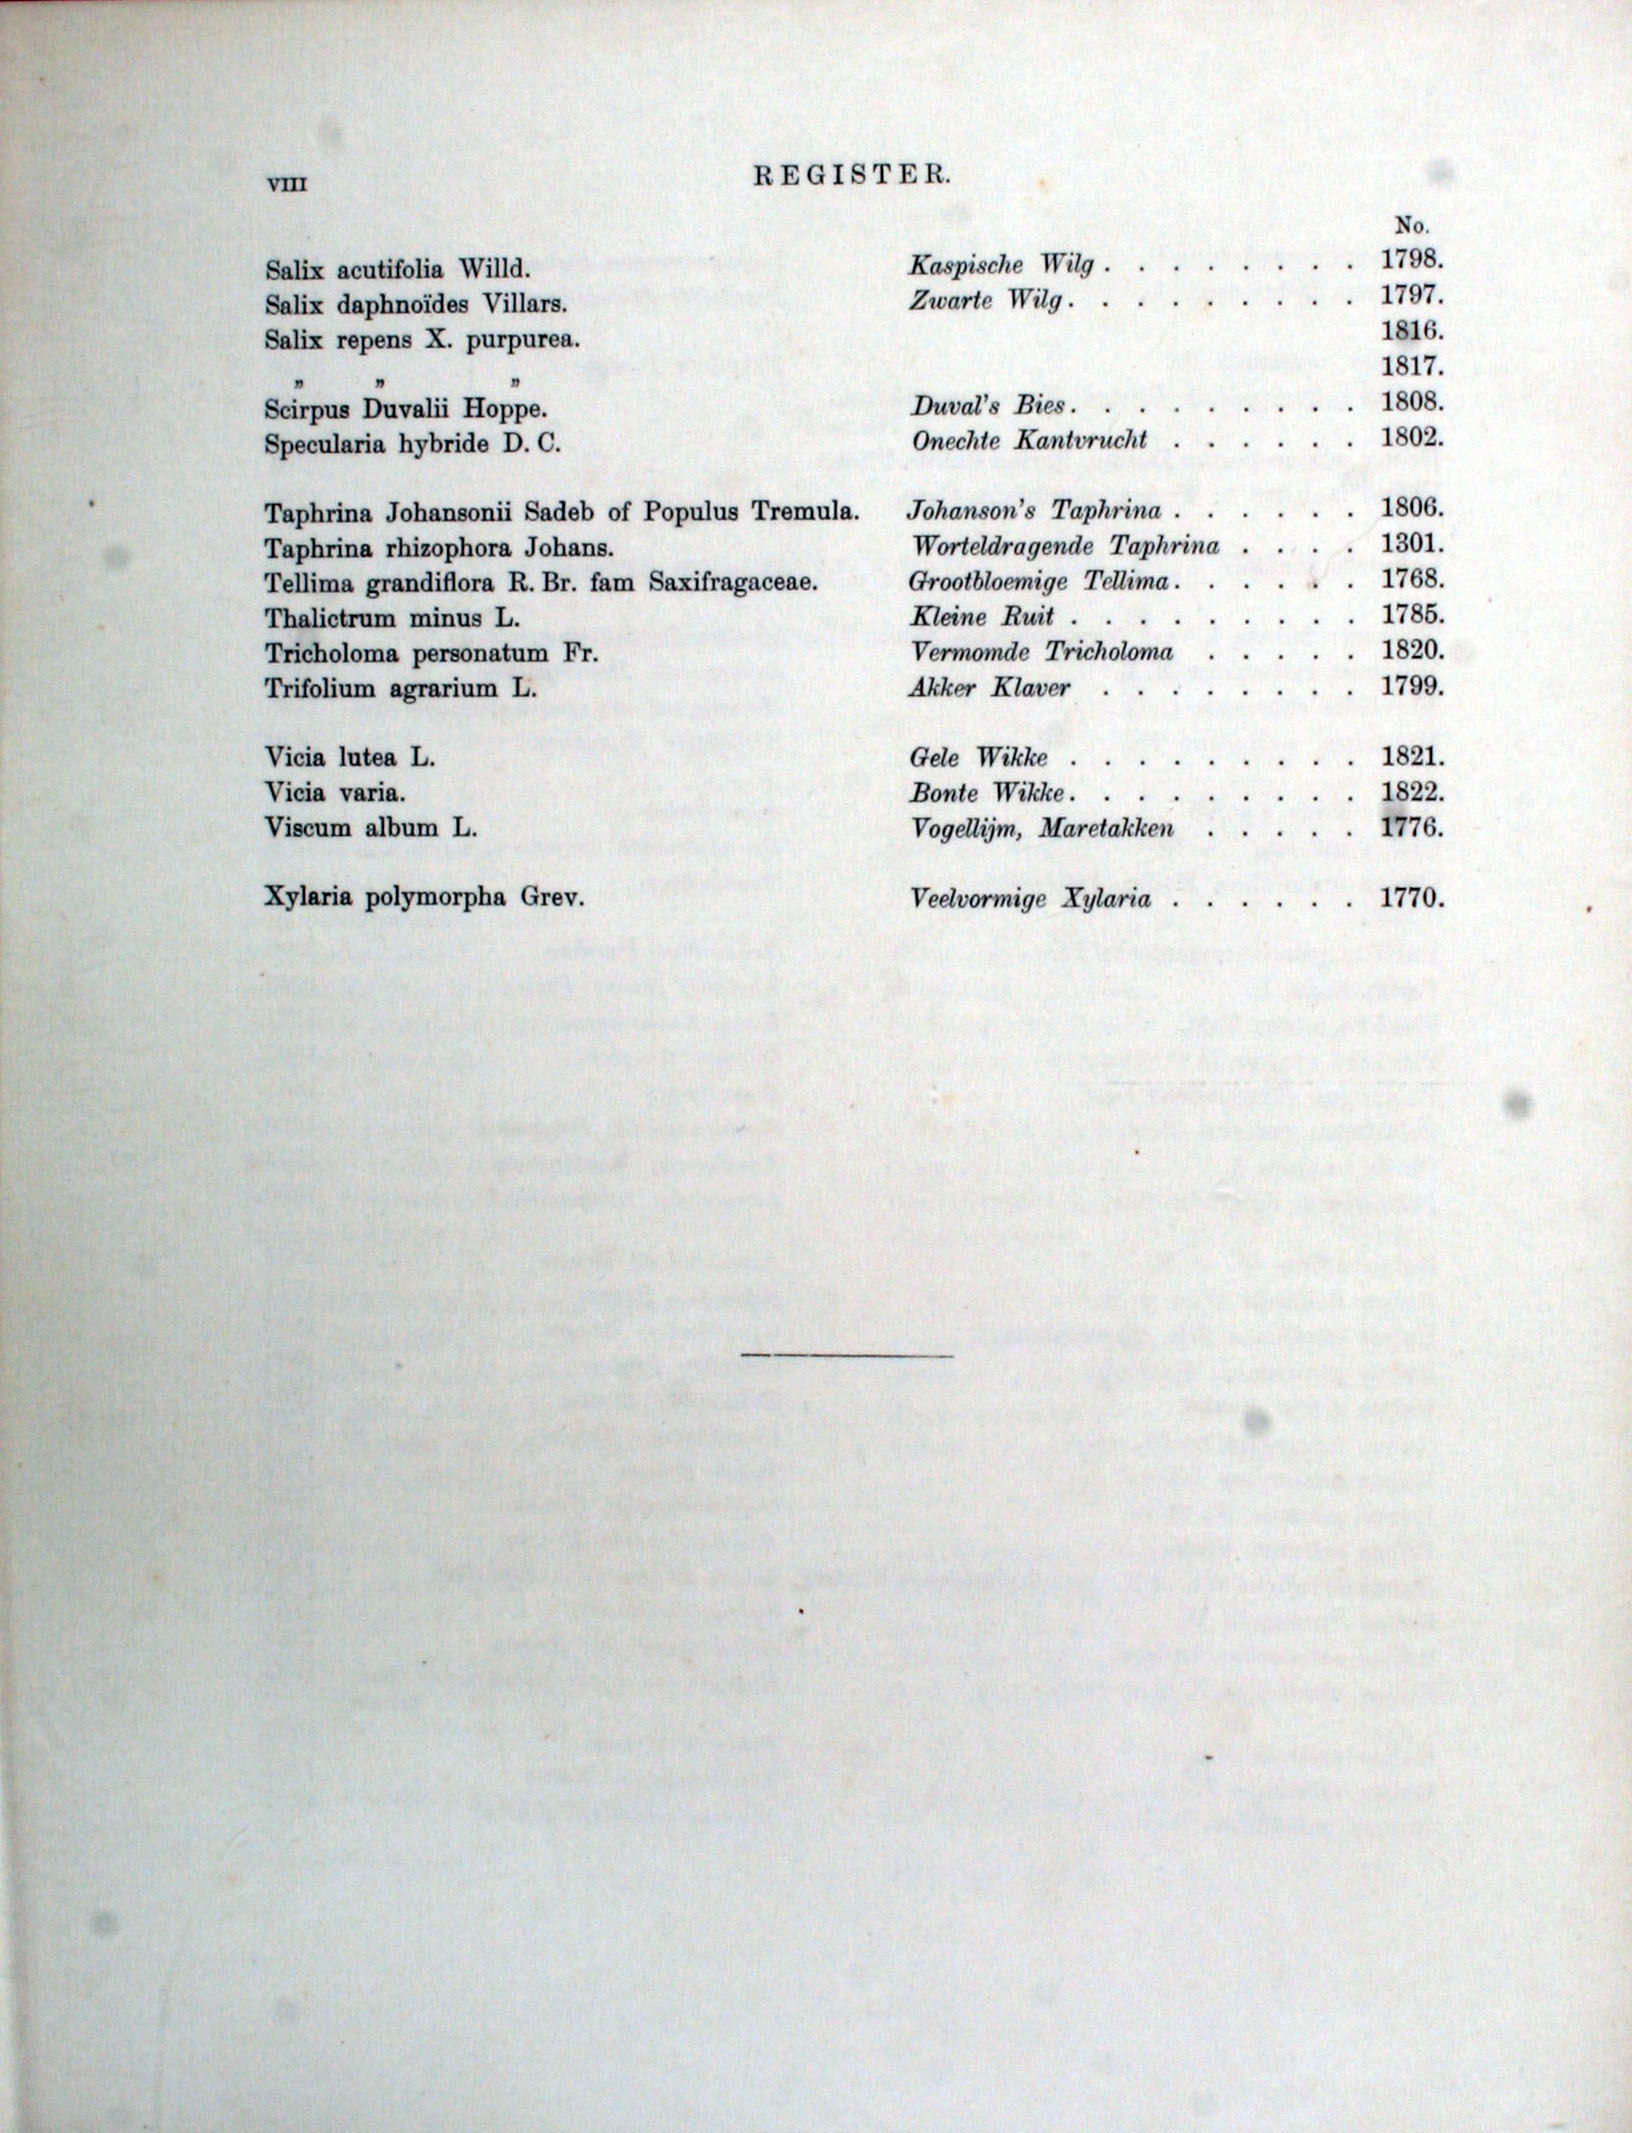 VIII REGISTER.
No.
Salix acutifolia Willd. Kaspische Wilg . . . . . . . . 1798.
Salix daphnoïdes Villars. Zwarte Wilg. . . . . . . . . 1797.
Salix repens X. purpurea. 1816.
„ „ „ 1817.
Scirpus Duvalii Hoppe. Duval's Bies. . . . . . . . . 1808.
Specularia hybride D. C. Onechte Kantvrucht . . . . . . 1802.
Taphrina Johansonii Sadeb of Populus Tremula. Johanson's Taphrina . . . . . . 1806.
Taphrina rhizophora Johans. Worteldragende Taphrina . . . . 1301.
Tellima grandiflora R. Br. fam Saxifragaceae. Grootbloemige Tellima. . . . . . 1768.
Thalictrum minus L. Kleine Ruit . . . . . . . . . 1785.
Tricholoma personatum Fr. Vermomde Tricholoma . . . . . 1820.
Trifolium agrarium L. Akker Klaver . . . . . . . . 1799.
Vicia lutea L. Gele Wikke . . . . . . . . . 1821.
Vicia varia. Bonte Wikke. . . . . . . . . 1822.
Viscum album L. Vogellijm, Maretakken . . . . . 1776.
Xylaria polymorpha Grev. Veelvormige Xylaria . . . . . . 1770.